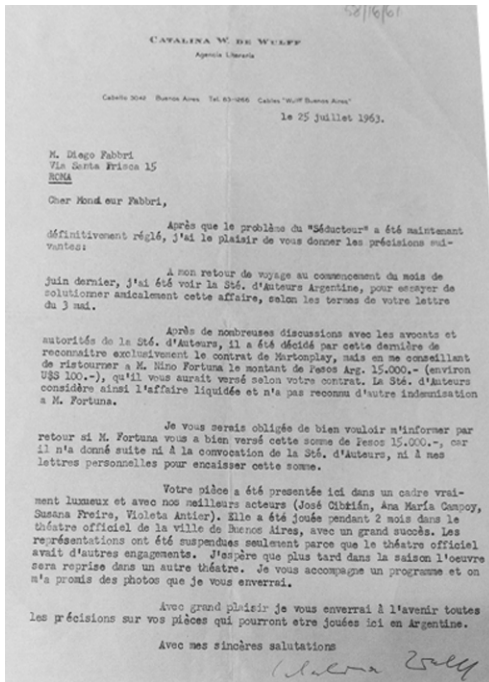 CATALINA W. DE WULFF
Agencia Literaria
Cabello 3042 Buenos Aires Tel. 83-1266 Cables "Wulff Buenos Aires"
le 25 juillet 1963.
M. Diego Fabbri
Via Santa Prisca 15
ROMA
Cher Monsieur Fabbri,
Après que le problème du "Séducteur" a été maintenant
définitivement réglé, j'ai le plaisir de vous donner les précisions sui-
vantes:
A mon retour de voyage au commencement du mois de
juin dernier, j'ai été voir la Sté. d'Auteurs Argentine, pour essayer de
solutionner amicalement cette affaire, selon les termes de votre lettre
du 3 mai.
Après de nombreuses discussions avec les avocats et
autorités de la Sté. d'Auteurs, il a été décidé par cette dernière de
reconnaitre exclusivement le contrat de Martonplay, mais en me conseillant
de ristourner a M. Nino Fortuna le montant de Pesos Arg. 15.000.- (environ
U$S 100.-), qu'il vous aurait versé selon votre contrat. La Sté. d'Auteurs
considère ainsi l'affaire liquidée et n'a pas reconnu d'autre indemnisation
a M. Fortuna.
Je vous serais obligée de bien vouloir m'informer par
retour si M. Fortuna vous a bien versé cette somme de Pesos 15.000.-, car
il n'a donné suite ni à la convocation de la Sté. d'Auteurs, ni à mes
lettres personnelles pour encaisser cette somme.
Votre pièce a été presentée ici dans un cadre vrai-
ment luxueux et avec nos meilleurs acteurs (José Cibrián, Ana María Campoy,
Susana Freire, Violeta Antier). Elle a été jouée pendant 2 mois dans le
théatre officiel de la ville de Buenos Aires, avec un grand succès. Les
représentations ont été suspendues seulement parce que le théatre officiel
avait d'autres engagements. J'espère que plus tard dans la saison l'oeuvre
sera reprise dans un autre théatre. Je vous accompagne un programme et on
m'a promis des photos que je vous enverrai.
Avec grand plaisir je vous enverrai à l'avenir toutes
les précisions sur vos pièces qui pourront etre jouées ici en Argentine.
Avec mes sincères salutations